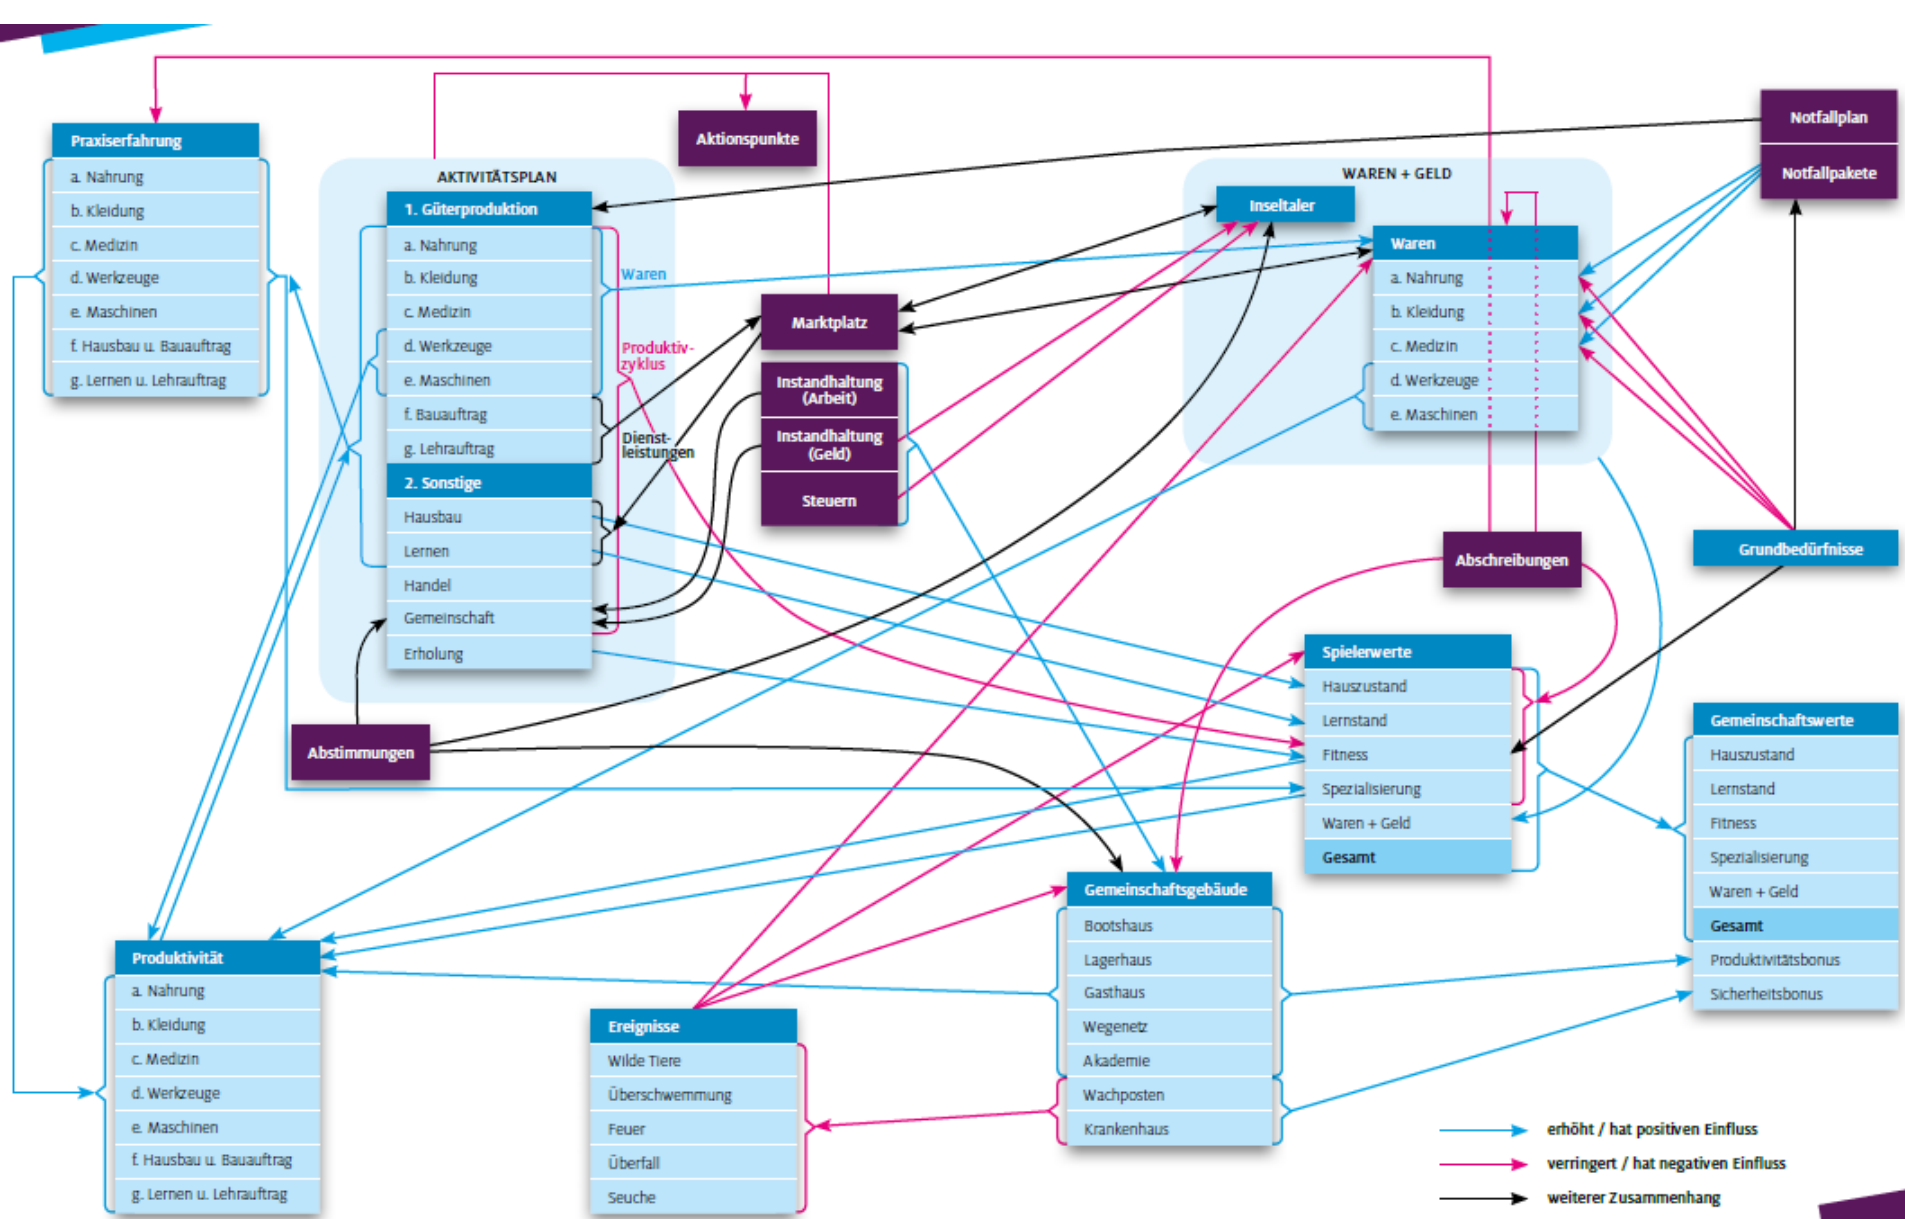 Praxiserfahrung
a. Nahrung
b. Kleidung
c. Medizin
d. Werkzeuge
e. Maschinen
f. Hausbau u. Bauauftrag
g. Lernen u. Lehrauftrag
AKTIVITÄTSPLAN
1. Güterproduktion
a. Nahrung
b. Kleidung
c. Medizin
d. Werkzeuge
e. Maschinen
f. Bauauftrag
g. Lehrauftrag
2. Sonstige
Hausbau
Lernen
Handel
Gemeinschaft
Erholung
Waren
Produktiv-
zyklus
Dienst-
leistungen
Aktionspunkte
Marktplatz
Instandhaltung
(Arbeit)
Instandhaltung
(Geld)
Steuern
WAREN + GELD
Inseltaler
Waren
a. Nahrung
b. Kleidung
c. Medizin
d. Werkzeuge
e. Maschinen
Notfallplan
Notfallpakete
Abschreibungen
Grundbedürfnisse
Abstimmungen
Spielerwerte
Hauszustand
Lernstand
Fitness
Spezialisierung
Waren + Geld
Gesamt
Gemeinschaftswerte
Hauszustand
Lernstand
Fitness
Spezialisierung
Waren + Geld
Gesamt
Produktivitätsbonus
Sicherheitsbonus
Produktivität
a. Nahrung
b. Kleidung
c. Medizin
d. Werkzeuge
e. Maschinen
f. Hausbau u. Bauauftrag
g. Lernen u. Lehrauftrag
Ereignisse
Wilde Tiere
Überschwemmung
Feuer
Überfall
Seuche
Gemeinschaftsgebäude
Bootshaus
Lagerhaus
Gasthaus
Wegenetz
Akademie
Wachposten
Krankenhaus
erhöht / hat positiven Einfluss
verringert / hat negativen Einfluss
weiterer Zusammenhang